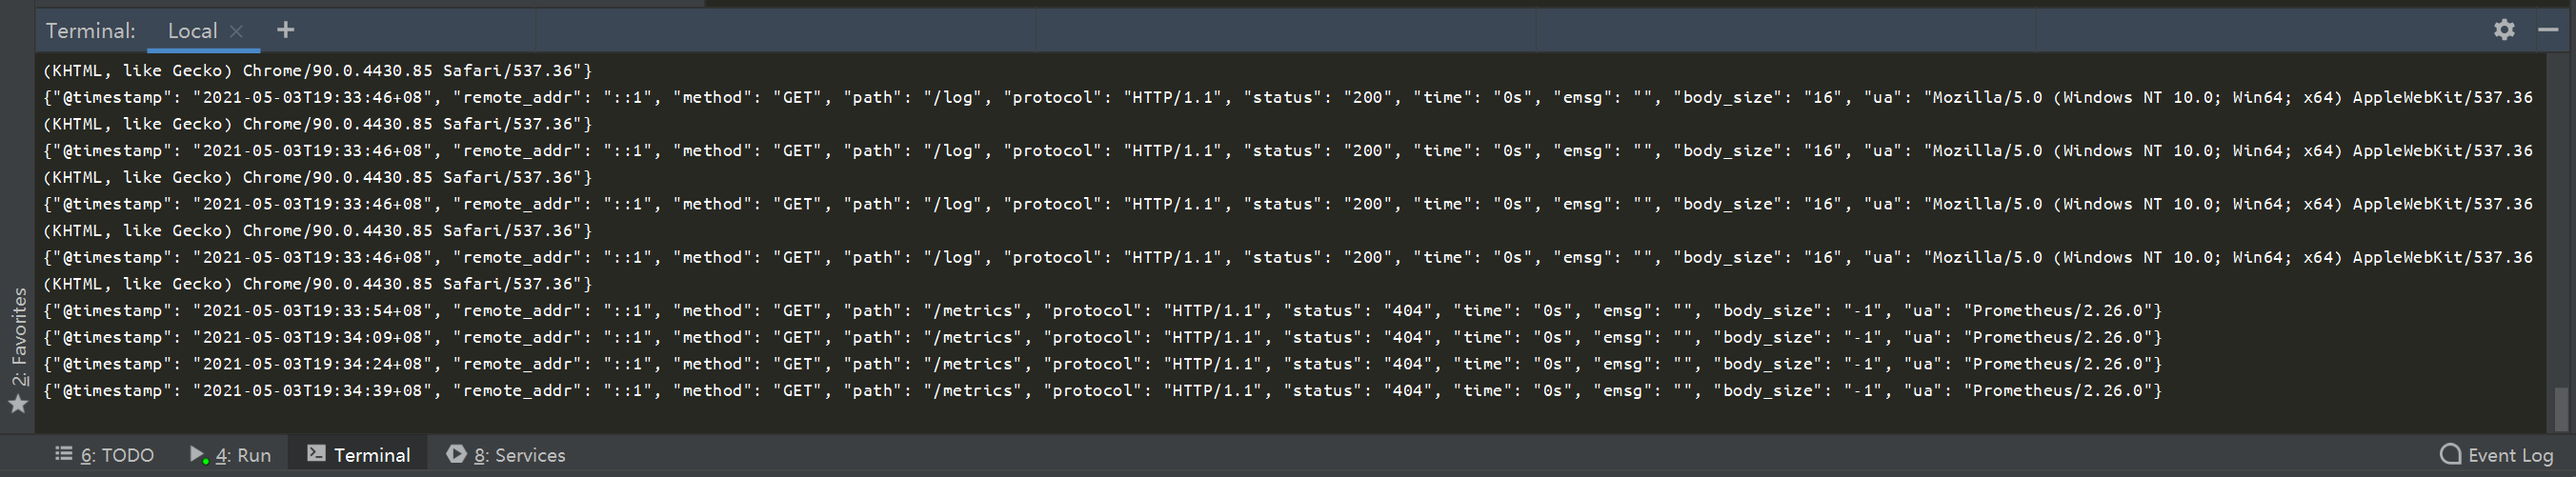 Terminal: Local × +
(KHTML, like Gecko) Chrome/90.0.4430.85 Safari/537.36"}
{"@timestamp": "2021-05-03T19:33:46+08", "remote_addr": "::1", "method": "GET", "path": "/log", "protocol": "HTTP/1.1", "status": "200", "time": "0s", "emsg": "", "body_size": "16", "ua": "Mozilla/5.0 (Windows NT 10.0; Win64; x64) AppleWebKit/537.36
(KHTML, like Gecko) Chrome/90.0.4430.85 Safari/537.36"}
{"@timestamp": "2021-05-03T19:33:46+08", "remote_addr": "::1", "method": "GET", "path": "/log", "protocol": "HTTP/1.1", "status": "200", "time": "0s", "emsg": "", "body_size": "16", "ua": "Mozilla/5.0 (Windows NT 10.0; Win64; x64) AppleWebKit/537.36
(KHTML, like Gecko) Chrome/90.0.4430.85 Safari/537.36"}
{"@timestamp": "2021-05-03T19:33:46+08", "remote_addr": "::1", "method": "GET", "path": "/log", "protocol": "HTTP/1.1", "status": "200", "time": "0s", "emsg": "", "body_size": "16", "ua": "Mozilla/5.0 (Windows NT 10.0; Win64; x64) AppleWebKit/537.36
(KHTML, like Gecko) Chrome/90.0.4430.85 Safari/537.36"}
{"@timestamp": "2021-05-03T19:33:46+08", "remote_addr": "::1", "method": "GET", "path": "/log", "protocol": "HTTP/1.1", "status": "200", "time": "0s", "emsg": "", "body_size": "16", "ua": "Mozilla/5.0 (Windows NT 10.0; Win64; x64) AppleWebKit/537.36
(KHTML, like Gecko) Chrome/90.0.4430.85 Safari/537.36"}
{"@timestamp": "2021-05-03T19:33:54+08", "remote_addr": "::1", "method": "GET", "path": "/metrics", "protocol": "HTTP/1.1", "status": "404", "time": "0s", "emsg": "", "body_size": "-1", "ua": "Prometheus/2.26.0"}
{"@timestamp": "2021-05-03T19:34:09+08", "remote_addr": "::1", "method": "GET", "path": "/metrics", "protocol": "HTTP/1.1", "status": "404", "time": "0s", "emsg": "", "body_size": "-1", "ua": "Prometheus/2.26.0"}
{"@timestamp": "2021-05-03T19:34:24+08", "remote_addr": "::1", "method": "GET", "path": "/metrics", "protocol": "HTTP/1.1", "status": "404", "time": "0s", "emsg": "", "body_size": "-1", "ua": "Prometheus/2.26.0"}
{"@timestamp": "2021-05-03T19:34:39+08", "remote_addr": "::1", "method": "GET", "path": "/metrics", "protocol": "HTTP/1.1", "status": "404", "time": "0s", "emsg": "", "body_size": "-1", "ua": "Prometheus/2.26.0"}
2: Favorites
6: TODO 4: Run Terminal 8: Services Event Log